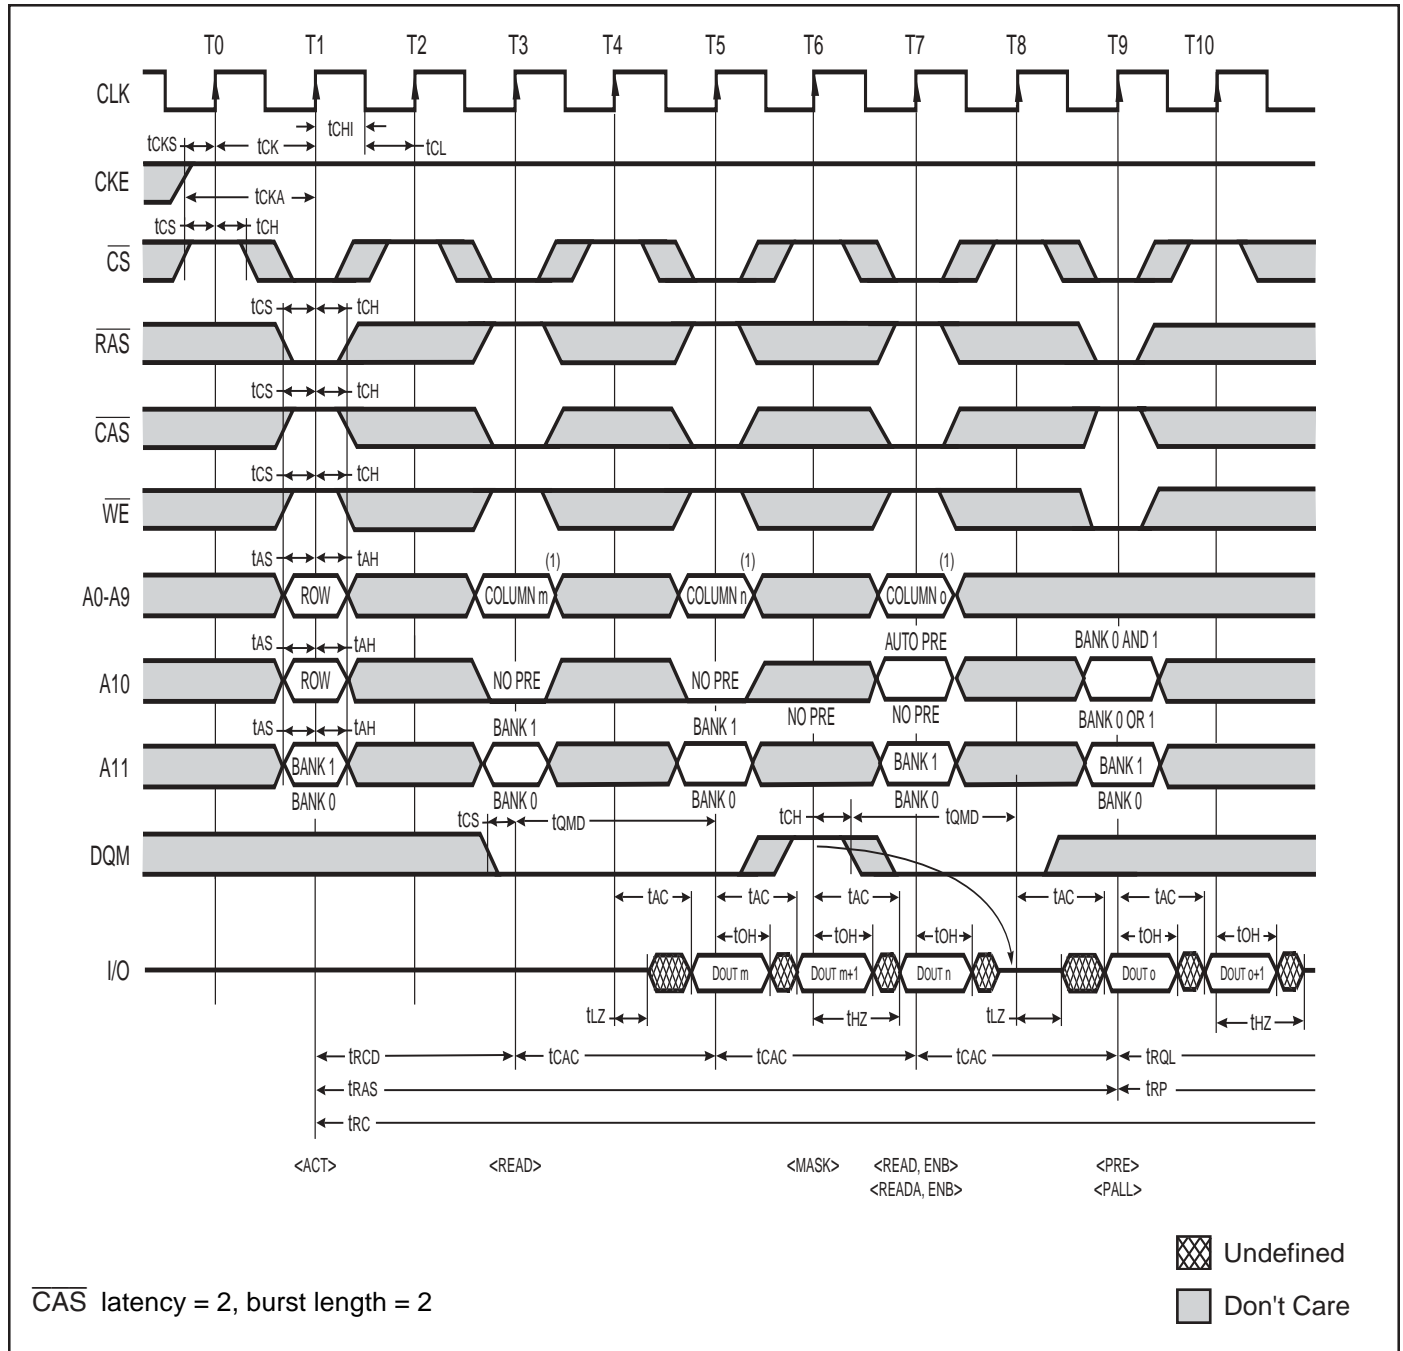 T0 T1 T2 T3 T4 T5 T6 T7 T8 T9 T10
CLK
tCHI
tCKS tCK tCL
CKE
tCKA
tCS tCH
CS
tCS tCH
RAS
tCS tCH
CAS
tCS tCH
WE
tAS tAH (1) (1) (1)
A0-A9 ROW COLUMN m COLUMN n COLUMN o
tAS tAH AUTO PRE BANK 0 AND 1
A10 ROW NO PRE NO PRE
NO PRE NO PRE BANK 0 OR 1
tAS tAH BANK 1 BANK 1
A11 BANK 1 BANK 1 BANK 1
BANK 0 BANK 0 BANK 0 BANK 0 BANK 0
tCS tQMD tCH tQMD
DQM
tAC tAC tAC tAC tAC
tOH tOH tOH tOH tOH
I/O DOUT m DOUT m+1 DOUT n DOUT o DOUT o+1
tLZ tHZ tLZ tHZ
tRCD tCAC tCAC tCAC tRQL
tRAS tRP
tRC
<ACT> <READ> <MASK> <READ, ENB> <PRE>
<READA, ENB> <PALL>
Undefined
CAS latency = 2, burst length = 2
Don't Care